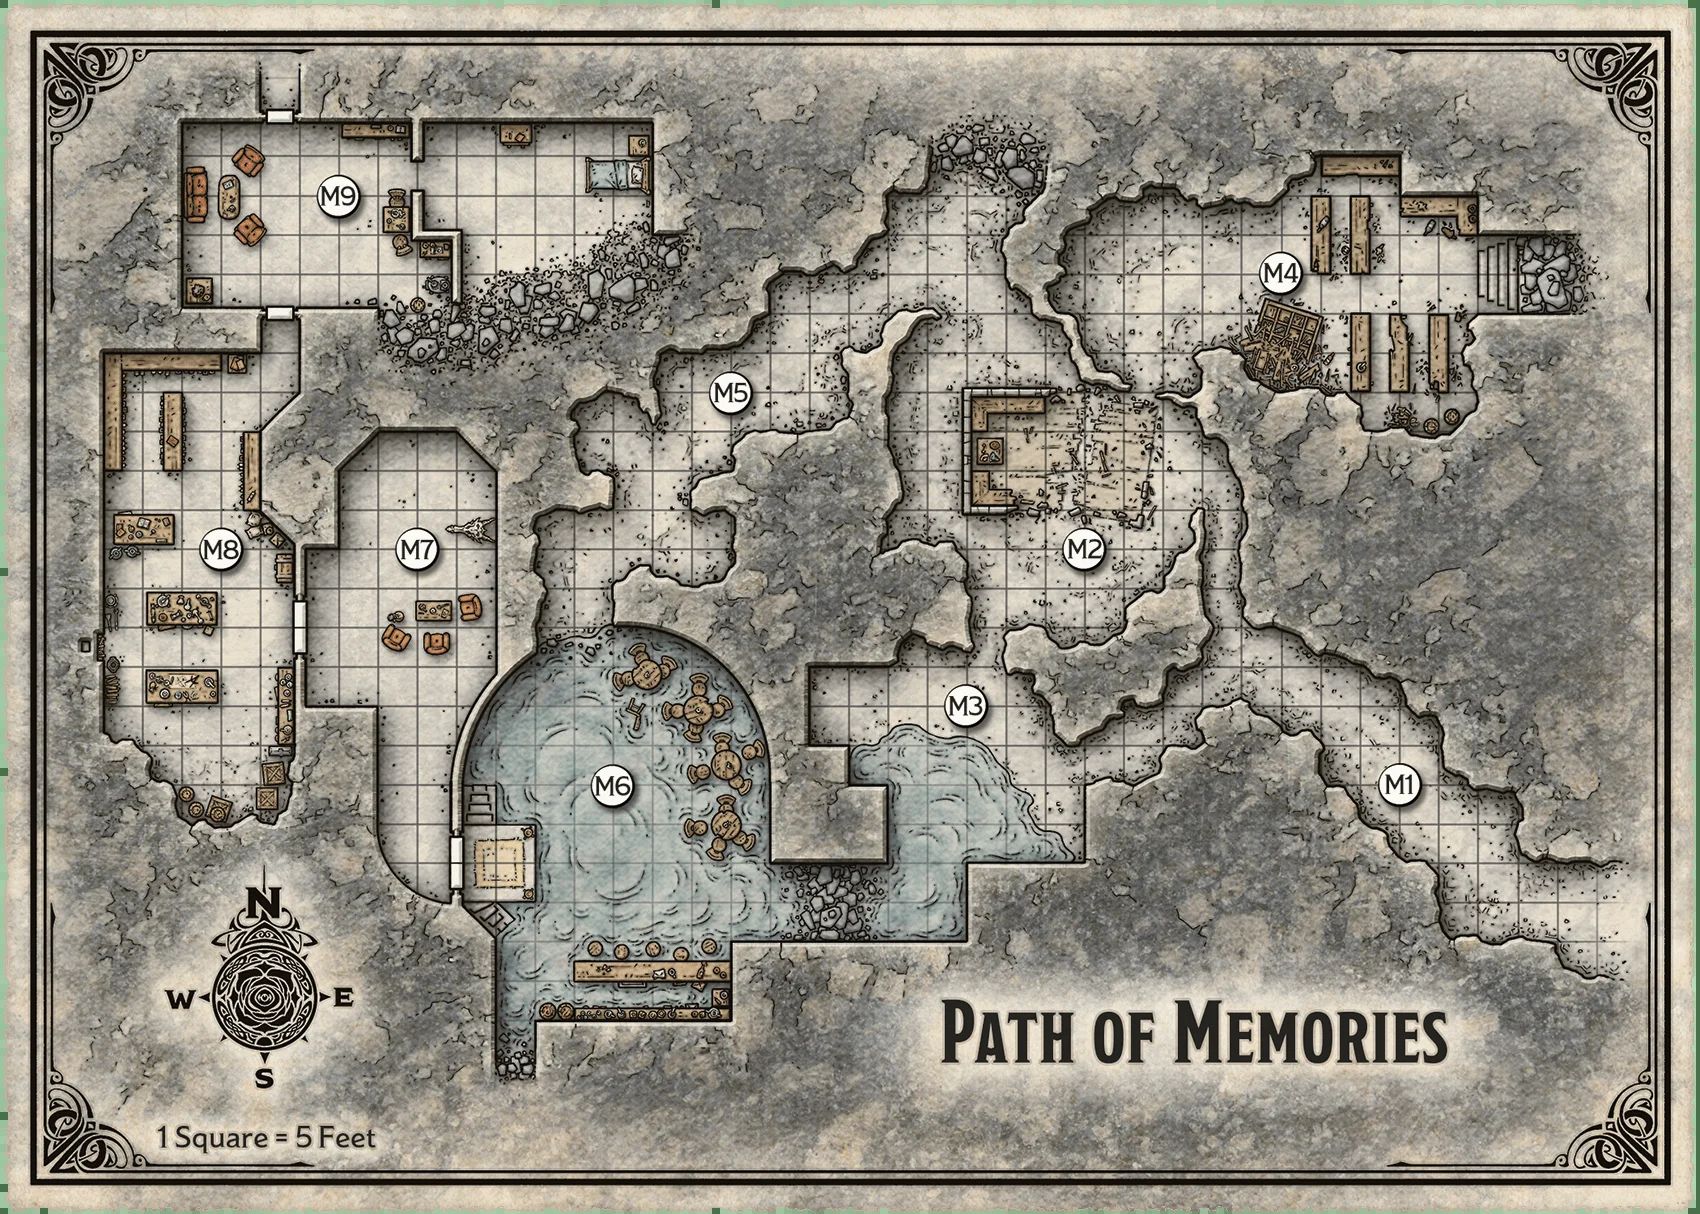 M9
M4
M5
M8
M7
M2
M3
M6
M1
N
W
E
S
PATH OF MEMORIES
1 Square = 5 Feet